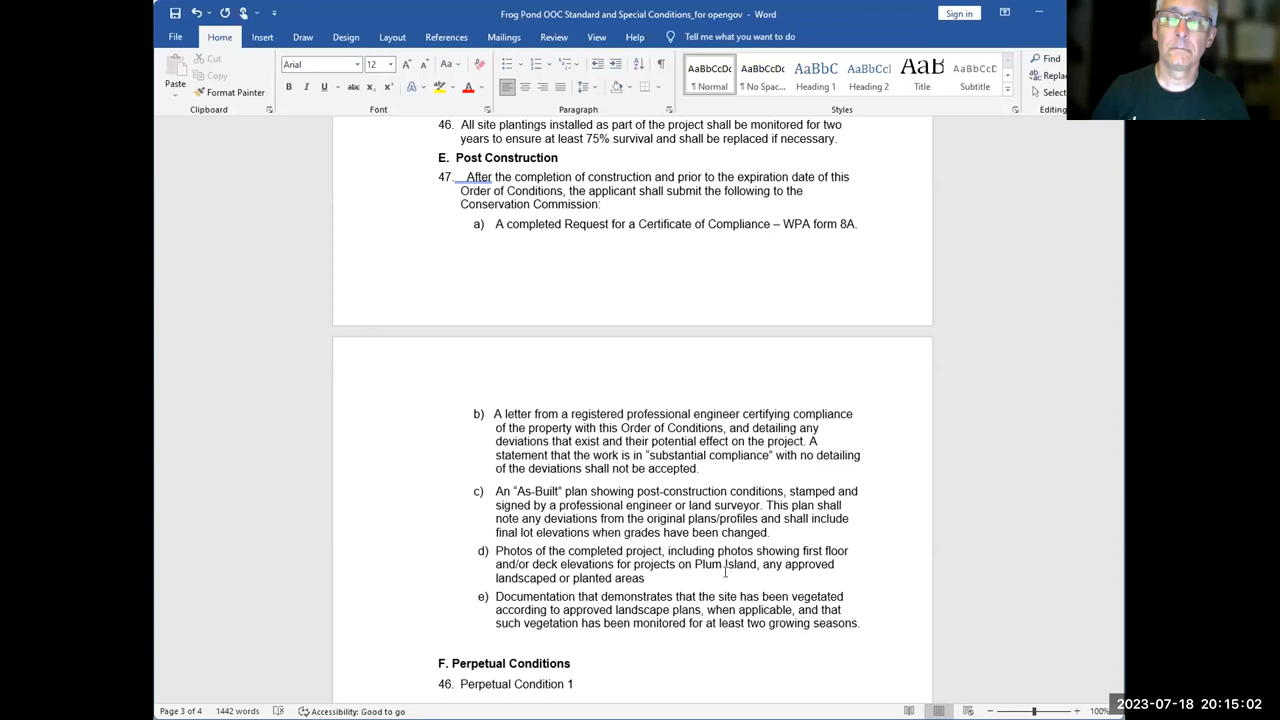 Frog Pond OOC Standard and Special Conditions_for opengov - Word
Sign in
File Home Insert Draw Design Layout References Mailings Review View Help Tell me what you want to do
Paste
Cut
Copy
Format Painter
Clipboard
Arial 12
Font
Paragraph
AaBbCcDc ¶ Normal
AaBbCcDc ¶ No Spac...
AaBbC Heading 1
AaBbCcI Heading 2
AaB Title
AaBbCcD Subtitle
Styles
Find
Replac
Select
Editing
46. All site plantings installed as part of the project shall be monitored for two
years to ensure at least 75% survival and shall be replaced if necessary.
E. Post Construction
47. After the completion of construction and prior to the expiration date of this
Order of Conditions, the applicant shall submit the following to the
Conservation Commission:
a) A completed Request for a Certificate of Compliance – WPA form 8A.
b) A letter from a registered professional engineer certifying compliance
of the property with this Order of Conditions, and detailing any
deviations that exist and their potential effect on the project. A
statement that the work is in “substantial compliance” with no detailing
of the deviations shall not be accepted.
c) An “As-Built” plan showing post-construction conditions, stamped and
signed by a professional engineer or land surveyor. This plan shall
note any deviations from the original plans/profiles and shall include
final lot elevations when grades have been changed.
d) Photos of the completed project, including photos showing first floor
and/or deck elevations for projects on Plum Island, any approved
landscaped or planted areas
e) Documentation that demonstrates that the site has been vegetated
according to approved landscape plans, when applicable, and that
such vegetation has been monitored for at least two growing seasons.
F. Perpetual Conditions
46. Perpetual Condition 1
Page 3 of 4 1442 words Accessibility: Good to go 100%
2023-07-18 20:15:02